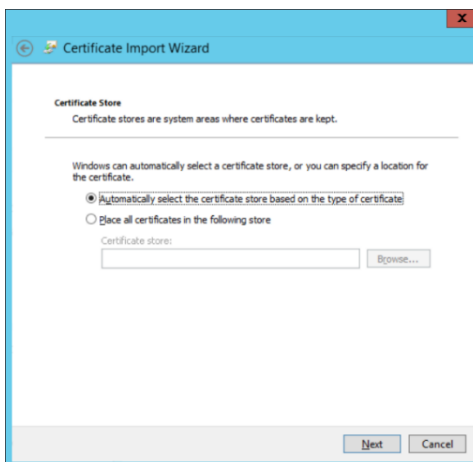 X
Certificate Import Wizard
Certificate Store
Certificate stores are system areas where certificates are kept.
Windows can automatically select a certificate store, or you can specify a location for
the certificate.
Automatically select the certificate store based on the type of certificate
Place all certificates in the following store
Certificate store:
Browse...
Next Cancel